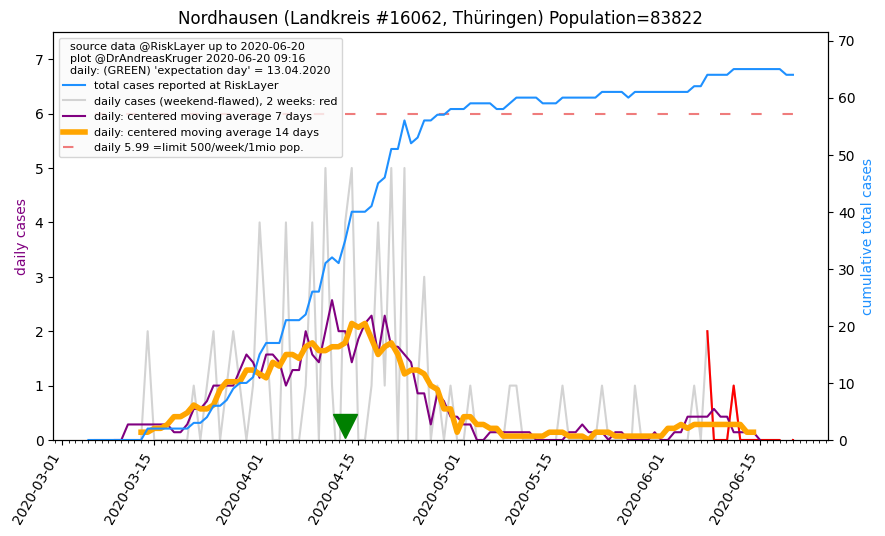 Nordhausen (Landkreis #16062, Thüringen) Population=83822
source data @RiskLayer up to 2020-06-20
plot @DrAndreasKruger 2020-06-20 09:16
daily: (GREEN) 'expectation day' = 13.04.2020
total cases reported at RiskLayer
daily cases (weekend-flawed), 2 weeks: red
daily: centered moving average 7 days
daily: centered moving average 14 days
daily 5.99 =limit 500/week/1mio pop.
daily cases
7
6
5
4
3
2
1
0
cumulative total cases
70
60
50
40
30
20
10
0
2020-03-01
2020-03-15
2020-04-01
2020-04-15
2020-05-01
2020-05-15
2020-06-01
2020-06-15